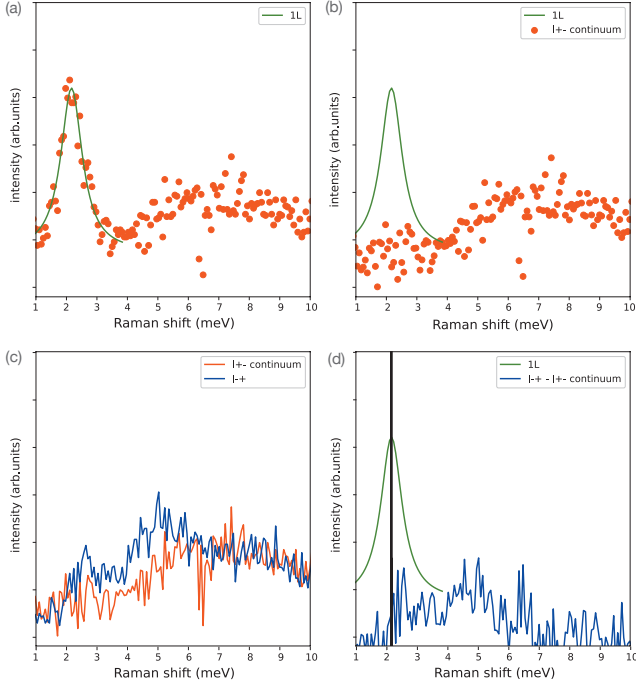 (a)
1L
intensity (arb.units)
1 2 3 4 5 6 7 8 9 10
Raman shift (meV)
(b)
1L
I+- continuum
intensity (arb.units)
1 2 3 4 5 6 7 8 9 10
Raman shift (meV)
(c)
I+- continuum
I-+
intensity (arb.units)
1 2 3 4 5 6 7 8 9 10
Raman shift (meV)
(d)
1L
I-+ - I+- continuum
intensity (arb.units)
1 2 3 4 5 6 7 8 9 10
Raman shift (meV)